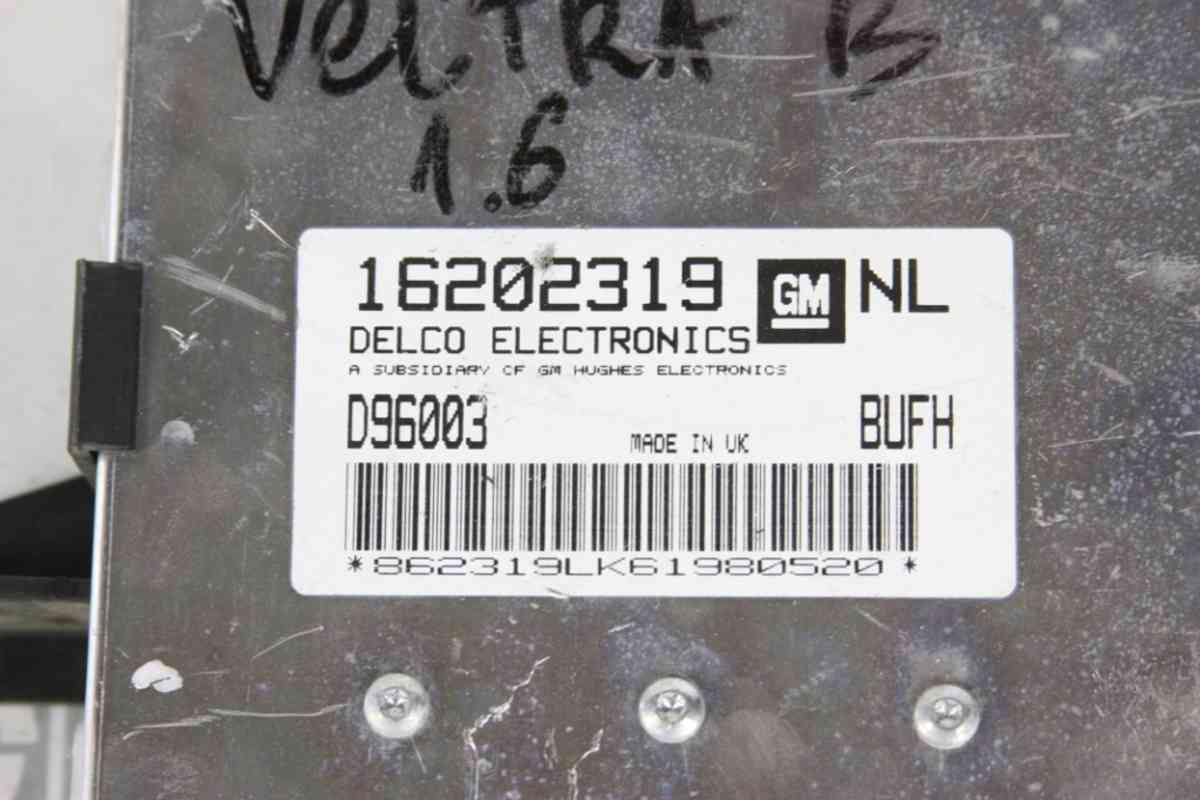 VECTRA B
1.6
16202319 GM NL
DELCO ELECTRONICS
A SUBSIDIARY OF GM HUGHES ELECTRONICS
D96003 BUFH
MADE IN UK
*862319LK61980520*